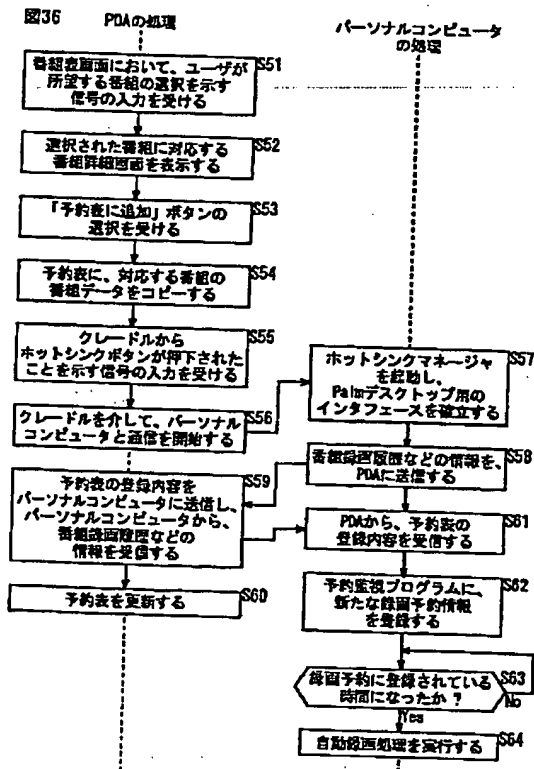 図36
PDAの処理
パーソナルコンピュータ
の処理
番組表画面において、ユーザが
所望する番組の選択を示す
信号の入力を受ける
S51
選択された番組に対応する
番組詳細画面を表示する
S52
「予約表に追加」ボタンの
選択を受ける
S53
予約表に、対応する番組の
番組データをコピーする
S54
クレードルから
ホットシンクボタンが押下された
ことを示す信号の入力を受ける
S55
クレードルを介して、パーソナル
コンピュータと通信を開始する
S56
ホットシンクマネージャ
を起動し、
Palmデスクトップ用の
インタフェースを確立する
S57
番組録画履歴などの情報を、
PDAに送信する
S58
予約表の登録内容を
パーソナルコンピュータに送信し、
パーソナルコンピュータから、
番組録画履歴などの
情報を受信する
S59
予約表を更新する
S60
PDAから、予約表の
登録内容を受信する
S61
予約監視プログラムに、
新たな録画予約情報
を登録する
S62
録画予約に登録されている
時間になったか?
S63
No
Yes
自動録画処理を実行する
S64